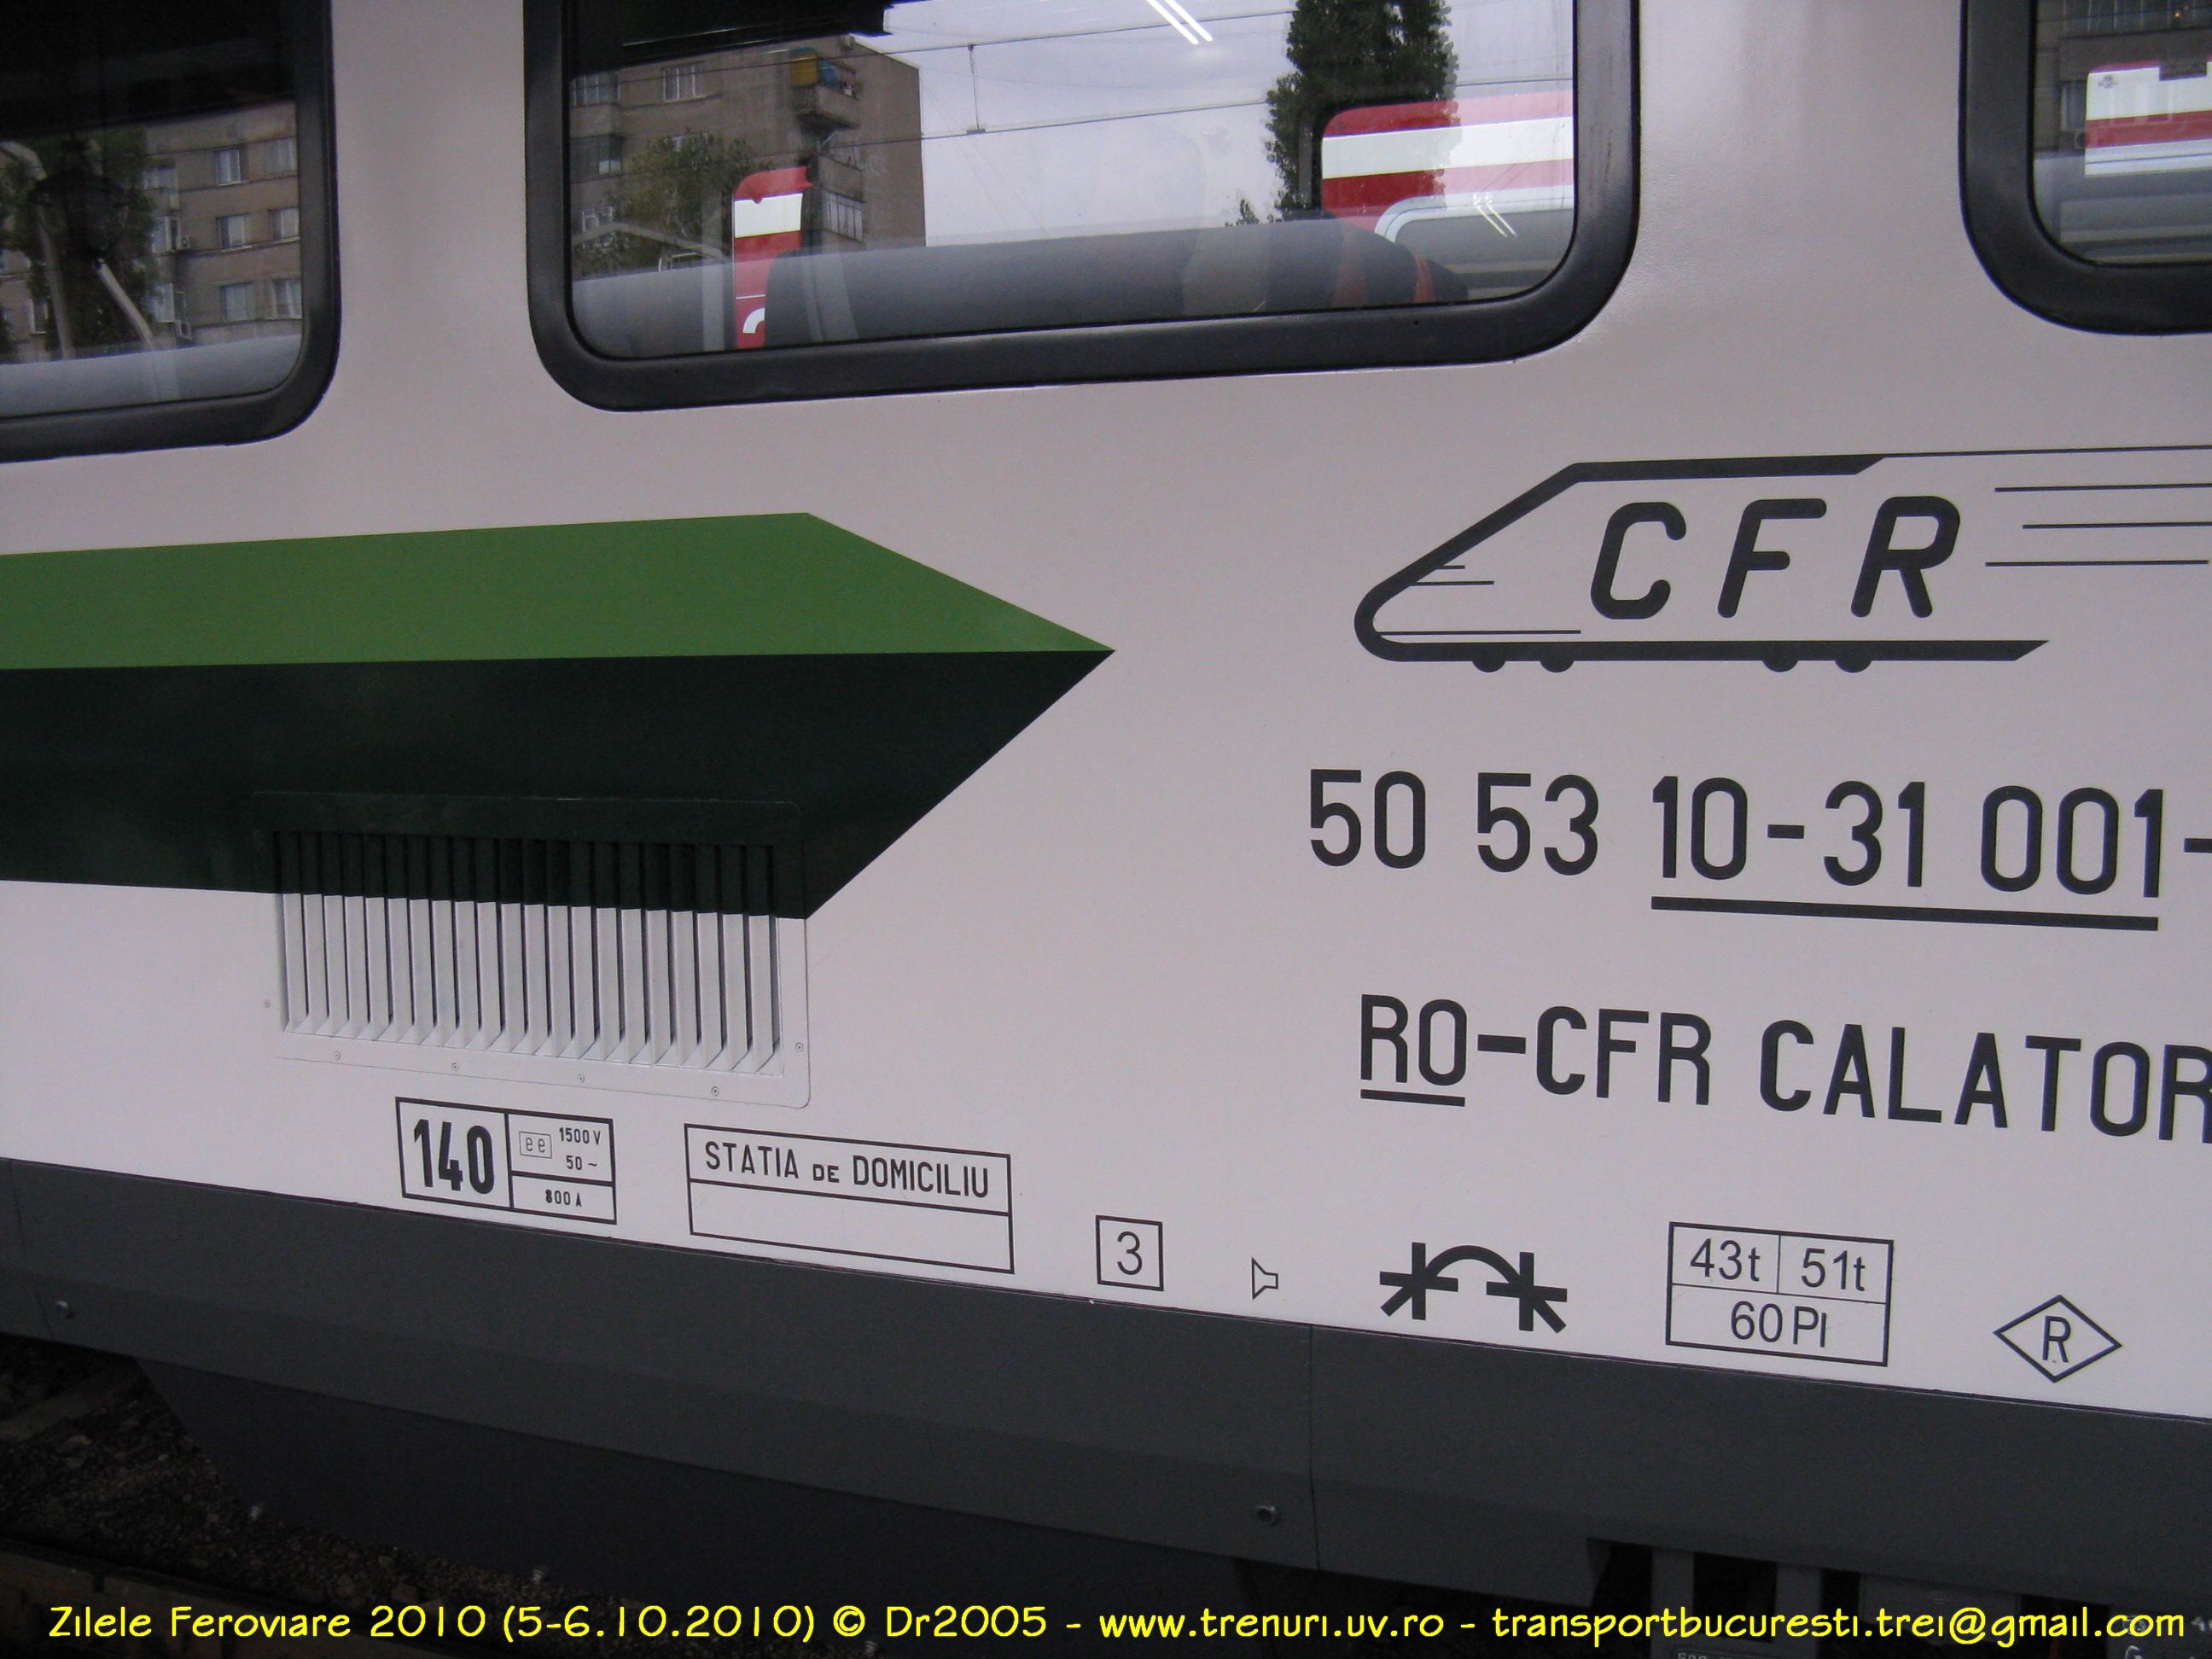 CFR
50 53 10-31 001-
RO-CFR CALATOR
140
ee 1500 V
50 ~
800 A
STATIA DE DOMICILIU
3
43t 51t
60 Pl
R
Zilele Feroviare 2010 (5-6.10.2010) © Dr2005 - www.trenuri.uv.ro - transportbucuresti.trei@gmail.com